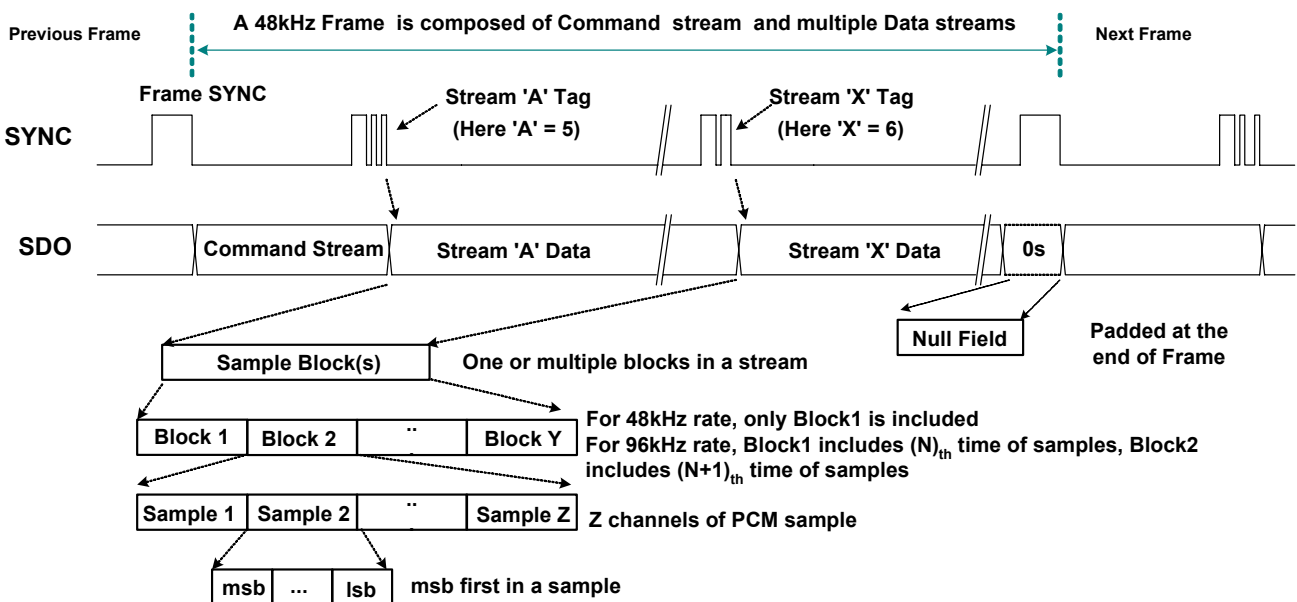 A 48kHz Frame is composed of Command stream and multiple Data streams
Previous Frame
Next Frame
Frame SYNC
Stream 'A' Tag
(Here 'A' = 5)
Stream 'X' Tag
(Here 'X' = 6)
SYNC
SDO
Command Stream
Stream 'A' Data
Stream 'X' Data
0s
Null Field
Padded at the
end of Frame
Sample Block(s)
One or multiple blocks in a stream
Block 1
Block 2
..
.
Block Y
For 48kHz rate, only Block1 is included
For 96kHz rate, Block1 includes (N)th time of samples, Block2
includes (N+1)th time of samples
Sample 1
Sample 2
..
.
Sample Z
Z channels of PCM sample
msb
...
lsb
msb first in a sample